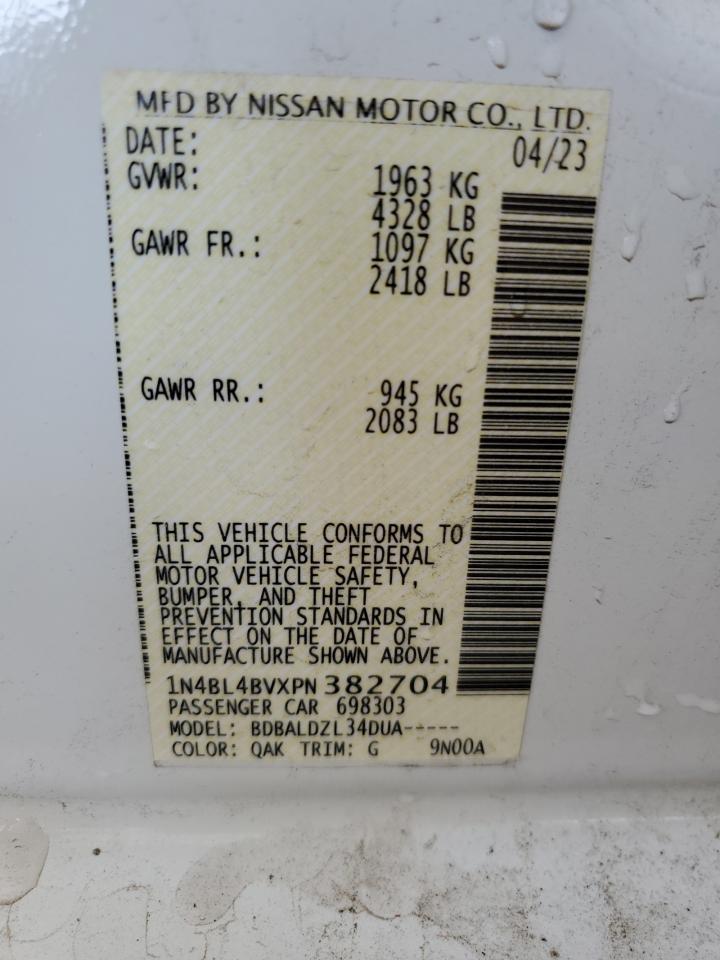 MFD BY NISSAN MOTOR CO., LTD.
DATE: 04/23
GVWR: 1963 KG
4328 LB
GAWR FR.: 1097 KG
2418 LB
GAWR RR.: 945 KG
2083 LB
THIS VEHICLE CONFORMS TO
ALL APPLICABLE FEDERAL
MOTOR VEHICLE SAFETY,
BUMPER, AND THEFT
PREVENTION STANDARDS IN
EFFECT ON THE DATE OF
MANUFACTURE SHOWN ABOVE.
1N4BL4BVXPN382704
PASSENGER CAR 698303
MODEL: BDBALDZL34DUA-----
COLOR: QAK TRIM: G 9N00A